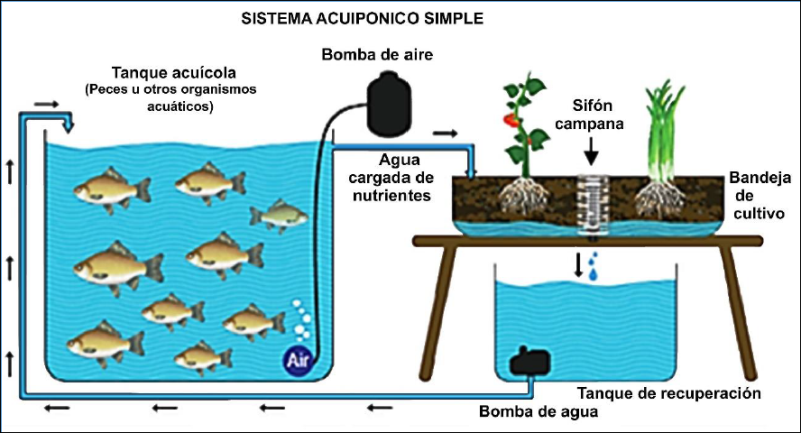 SISTEMA ACUIPONICO SIMPLE
Tanque acuícola
(Peces u otros organismos
acuáticos)
Bomba de aire
Agua
cargada de
nutrientes
Sifón
campana
Bandeja
de
cultivo
Air
Tanque de recuperación
Bomba de agua